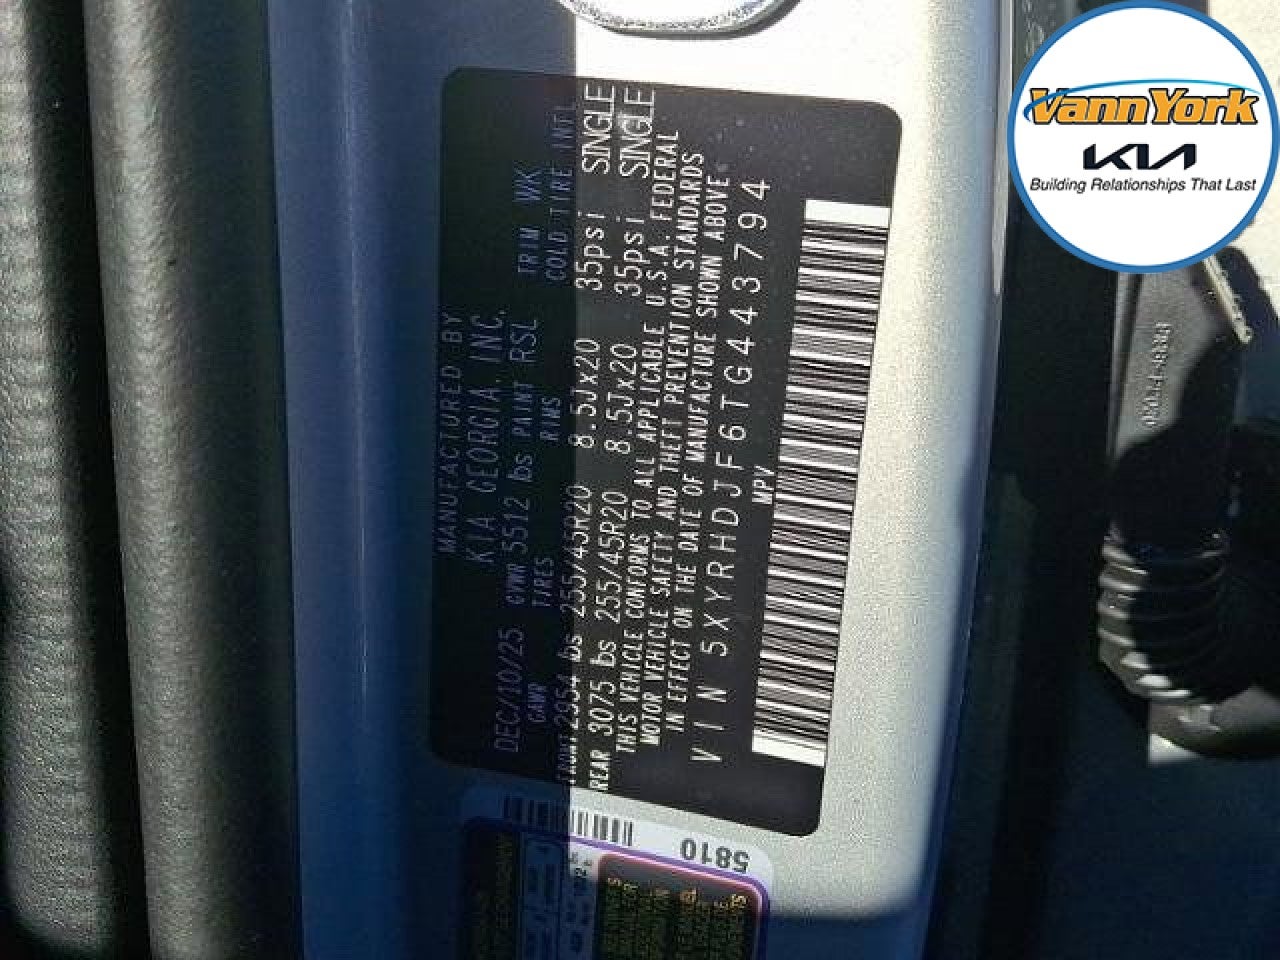 MANUFACTURED BY
KIA GEORGIA, INC.
DEC/10/25 GVWR 5512 lbs PAINT RSL TRIM WK
GAWR TIRES RIMS COLD TIRE INFL
FRONT 2954 lbs 255/45R20 8.5Jx20 35psi SINGLE
REAR 3075 lbs 255/45R20 8.5Jx20 35psi SINGLE
THIS VEHICLE CONFORMS TO ALL APPLICABLE U.S.A. FEDERAL
MOTOR VEHICLE SAFETY AND THEFT PREVENTION STANDARDS
IN EFFECT ON THE DATE OF MANUFACTURE SHOWN ABOVE
VIN 5XYRHDJF6TG443794
MPV
5810
VannYork
KIA
Building Relationships That Last